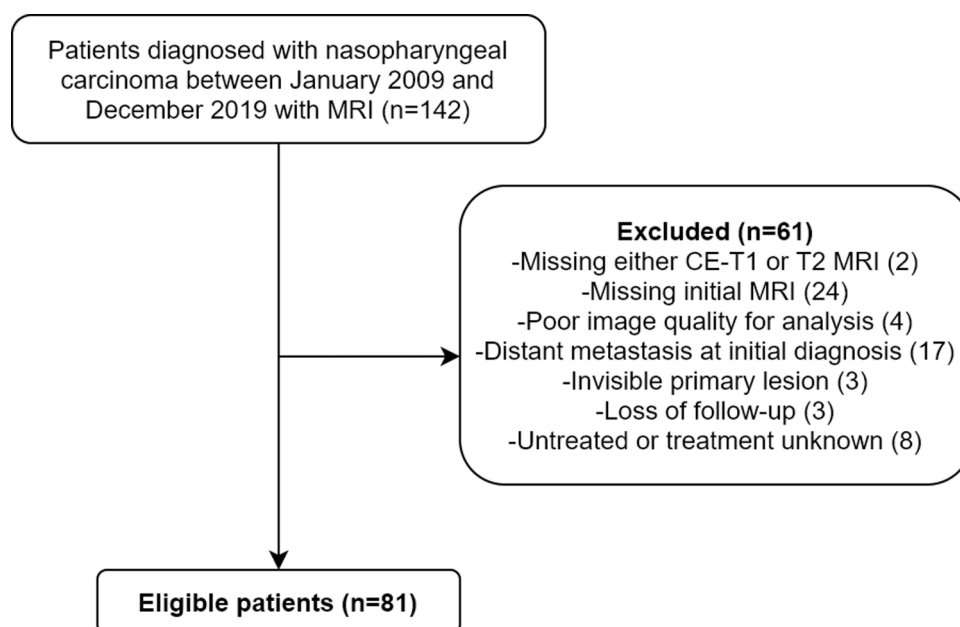 Patients diagnosed with nasopharyngeal
carcinoma between January 2009 and
December 2019 with MRI (n=142)
Excluded (n=61)
-Missing either CE-T1 or T2 MRI (2)
-Missing initial MRI (24)
-Poor image quality for analysis (4)
-Distant metastasis at initial diagnosis (17)
-Invisible primary lesion (3)
-Loss of follow-up (3)
-Untreated or treatment unknown (8)
Eligible patients (n=81)